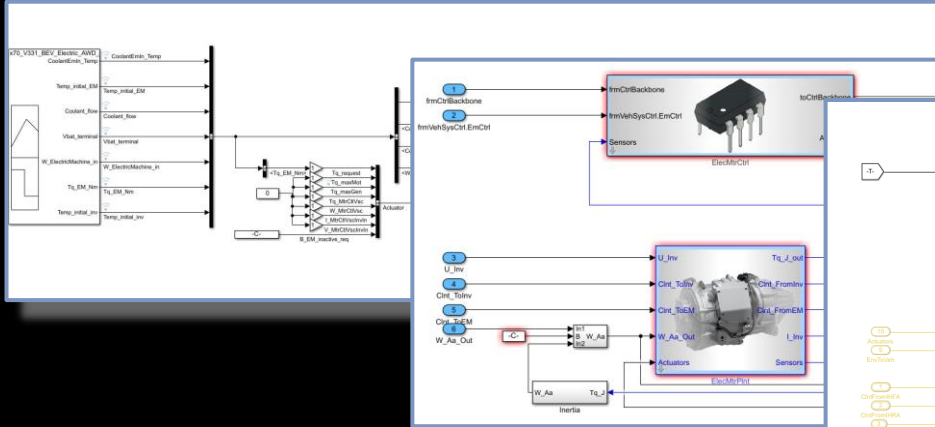 x70_V331_BEV_Electric_AWD_
CoolantEmIn_Temp
CoolantEmIn_Temp
Temp_initial_EM
Temp_initial_EM
Coolant_flow
Coolant_flow
Vbat_terminal
Vbat_terminal
W_ElectricMachine_in
W_ElectricMachine_in
Tq_EM_Nm
Tq_EM_Nm
Temp_initial_inv
Temp_initial_inv
<Tq_EM_Nm>
Tq_request
Tq_maxMot
Tq_maxGen
Tq_MtrCtlVsc
W_MtrCtlVsc
I_MtrCtlVscInvIn
V_MtrCtlVscInvIn
0
-C-
B_EM_inactive_req
Actuator
1
frmCtrlBackbone
2
frmVehSysCtrl.EmCtrl
frmCtrlBackbone
frmVehSysCtrl.EmCtrl
Sensors
toCtrlBackbone
ElecMtrCtrl
3
U_Inv
4
Clnt_ToInv
5
Clnt_ToEM
6
W_Aa_Out
-C-
In1
B
In2
W_Aa
U_Inv
Clnt_ToInv
Clnt_ToEM
W_Aa_Out
Actuators
Tq_J_out
Clnt_FromInv
Clnt_FromEM
I_Inv
Sensors
ElecMtrPlnt
W_Aa
Tq_J
Inertia
-T-
Actuators